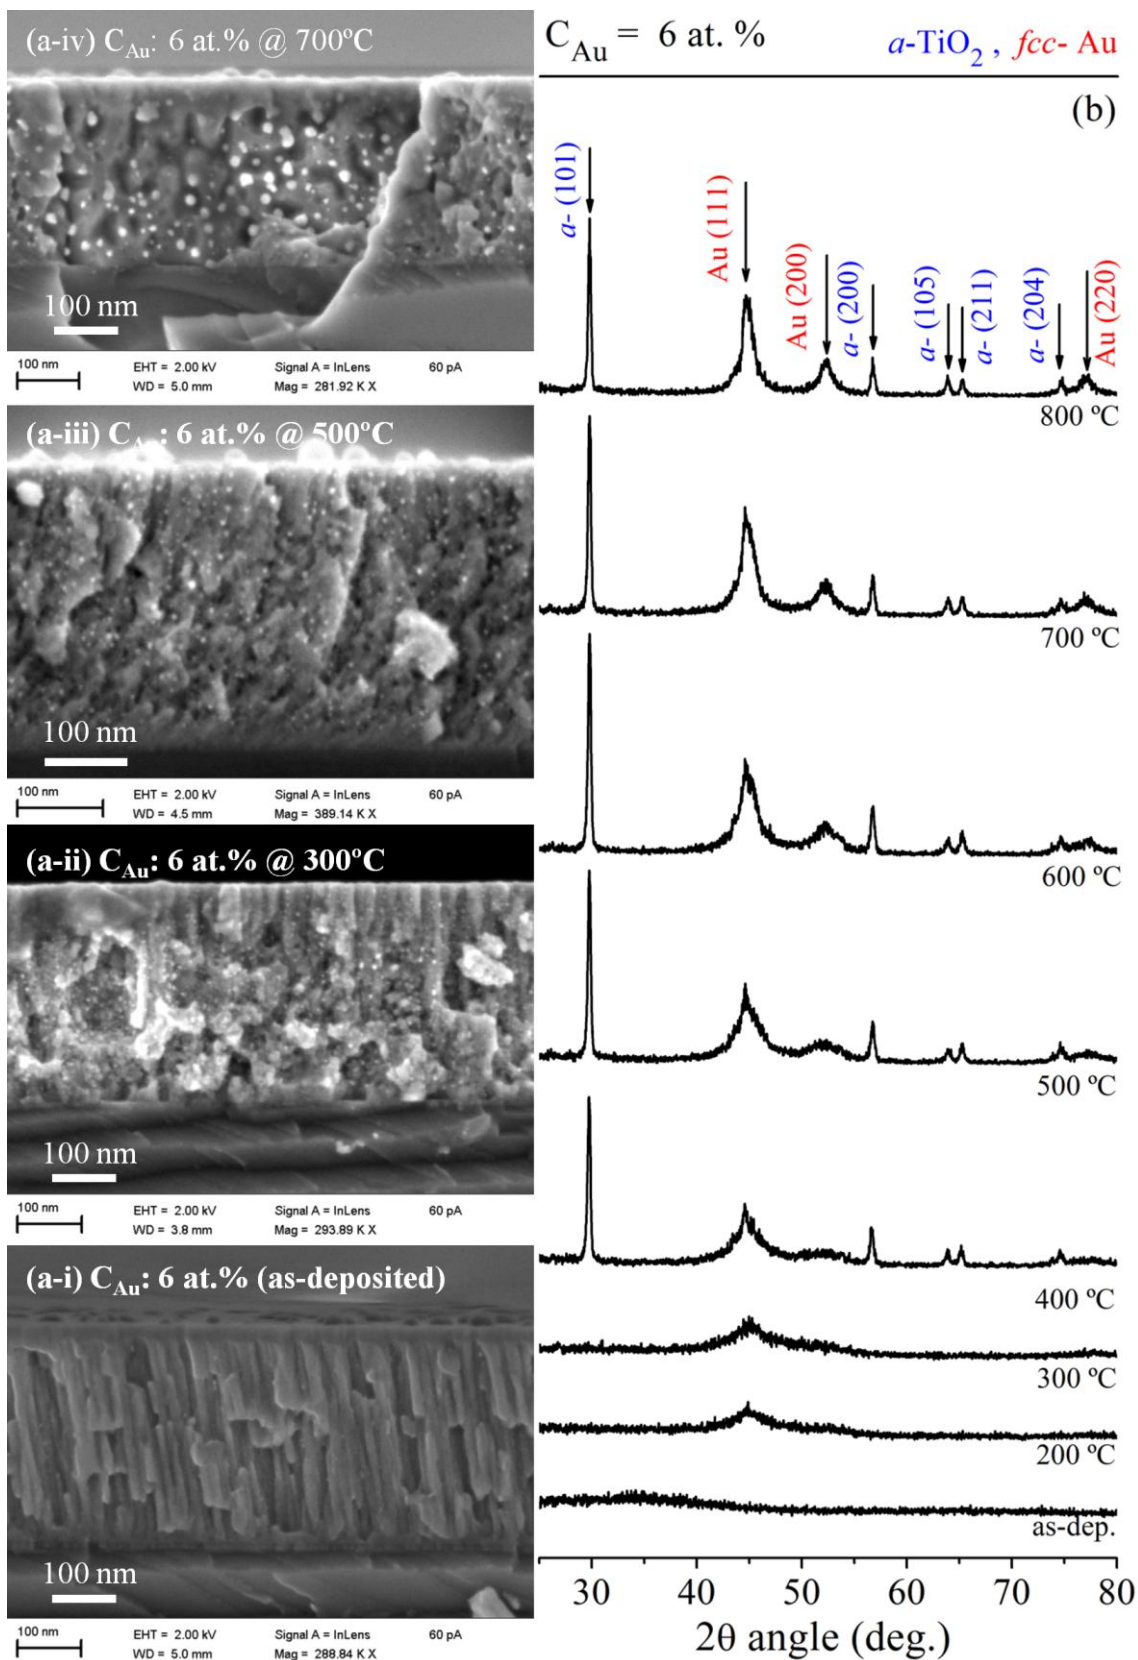 (a-iv) C_Au: 6 at.% @ 700ºC
100 nm
100 nm EHT = 2.00 kV Signal A = InLens 60 pA
WD = 5.0 mm Mag = 281.92 K X
(a-iii) C_Au: 6 at.% @ 500ºC
100 nm
100 nm EHT = 2.00 kV Signal A = InLens 60 pA
WD = 4.5 mm Mag = 389.14 K X
(a-ii) C_Au: 6 at.% @ 300ºC
100 nm
100 nm EHT = 2.00 kV Signal A = InLens 60 pA
WD = 3.8 mm Mag = 293.89 K X
(a-i) C_Au: 6 at.% (as-deposited)
100 nm
100 nm EHT = 2.00 kV Signal A = InLens 60 pA
WD = 5.0 mm Mag = 288.84 K X
C_Au = 6 at. % a-TiO₂ , fcc- Au
(b)
a- (101)
Au (111)
Au (200)
a- (200)
a- (105)
a- (211)
a- (204)
Au (220)
800 ºC
700 ºC
600 ºC
500 ºC
400 ºC
300 ºC
200 ºC
as-dep.
30 40 50 60 70 80
2θ angle (deg.)